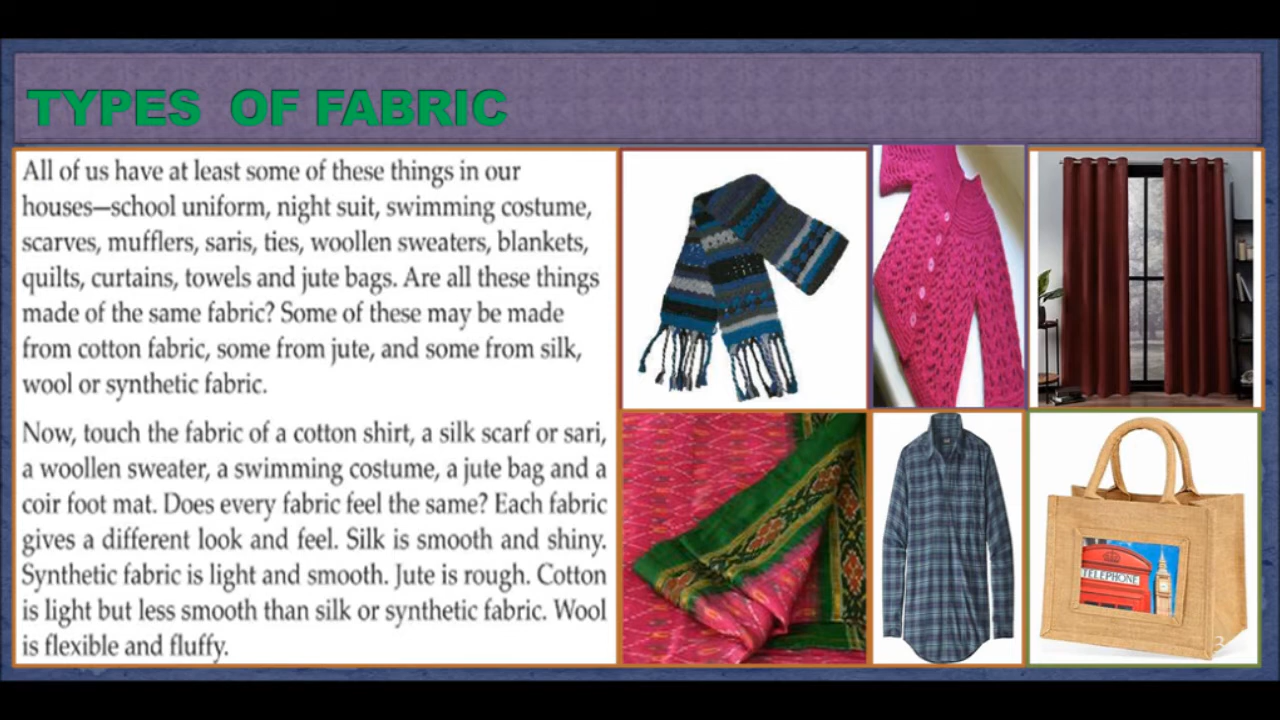 TYPES OF FABRIC
All of us have at least some of these things in our
houses—school uniform, night suit, swimming costume,
scarves, mufflers, saris, ties, woollen sweaters, blankets,
quilts, curtains, towels and jute bags. Are all these things
made of the same fabric? Some of these may be made
from cotton fabric, some from jute, and some from silk,
wool or synthetic fabric.
Now, touch the fabric of a cotton shirt, a silk scarf or sari,
a woollen sweater, a swimming costume, a jute bag and a
coir foot mat. Does every fabric feel the same? Each fabric
gives a different look and feel. Silk is smooth and shiny.
Synthetic fabric is light and smooth. Jute is rough. Cotton
is light but less smooth than silk or synthetic fabric. Wool
is flexible and fluffy.
TELEPHONE
3